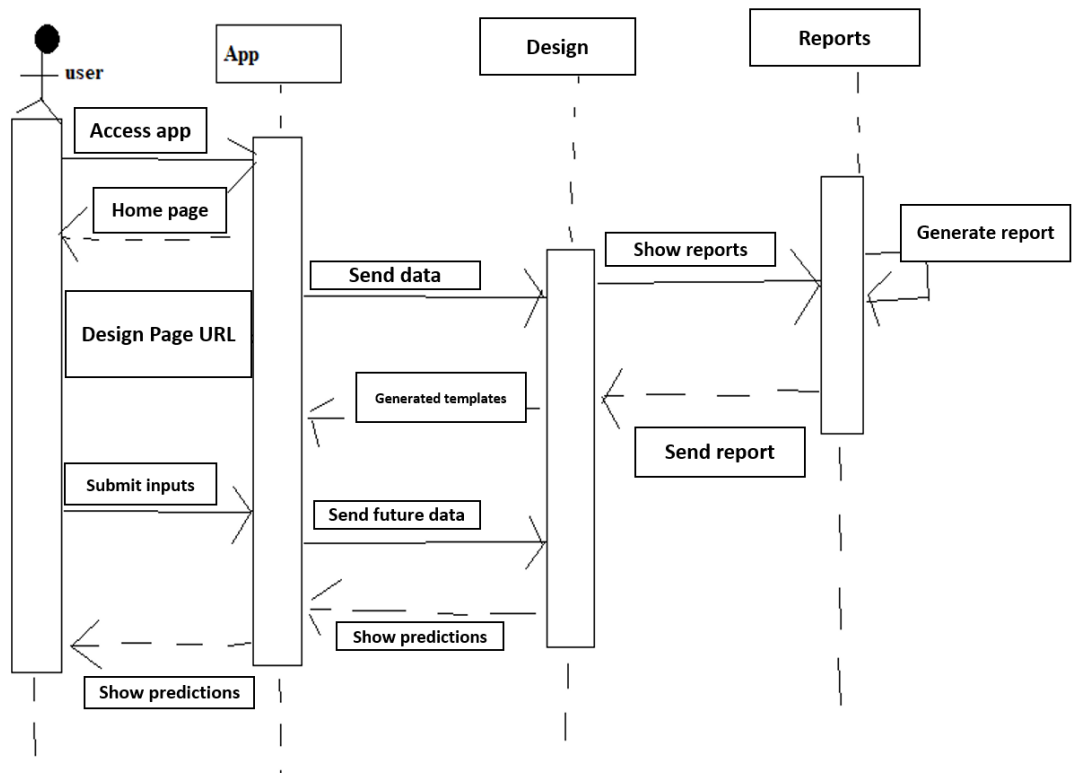 user
App
Design
Reports
Access app
Home page
Show reports
Generate report
Send data
Design Page URL
Generated templates
Send report
Submit inputs
Send future data
Show predictions
Show predictions